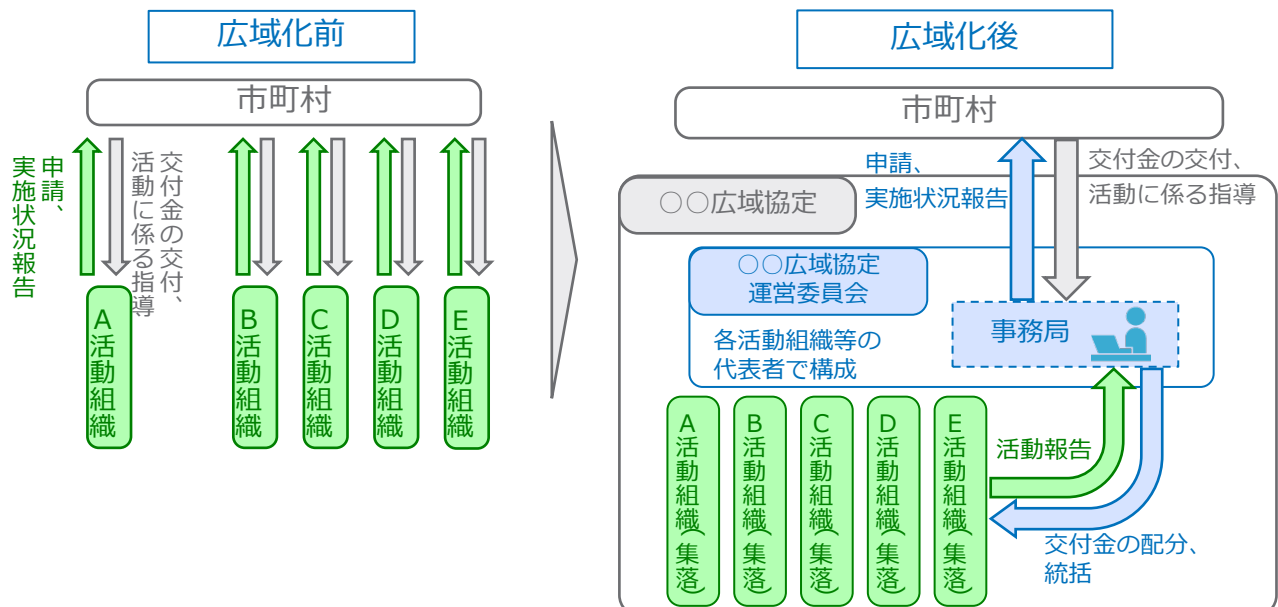 広域化前
市町村
申請、
実施状況報告
交付金の交付、
活動に係る指導
A活動組織
B活動組織
C活動組織
D活動組織
E活動組織
広域化後
市町村
申請、
実施状況報告
交付金の交付、
活動に係る指導
○○広域協定
○○広域協定
運営委員会
各活動組織等の
代表者で構成
事務局
A活動組織(集落)
B活動組織(集落)
C活動組織(集落)
D活動組織(集落)
E活動組織(集落)
活動報告
交付金の配分、
統括